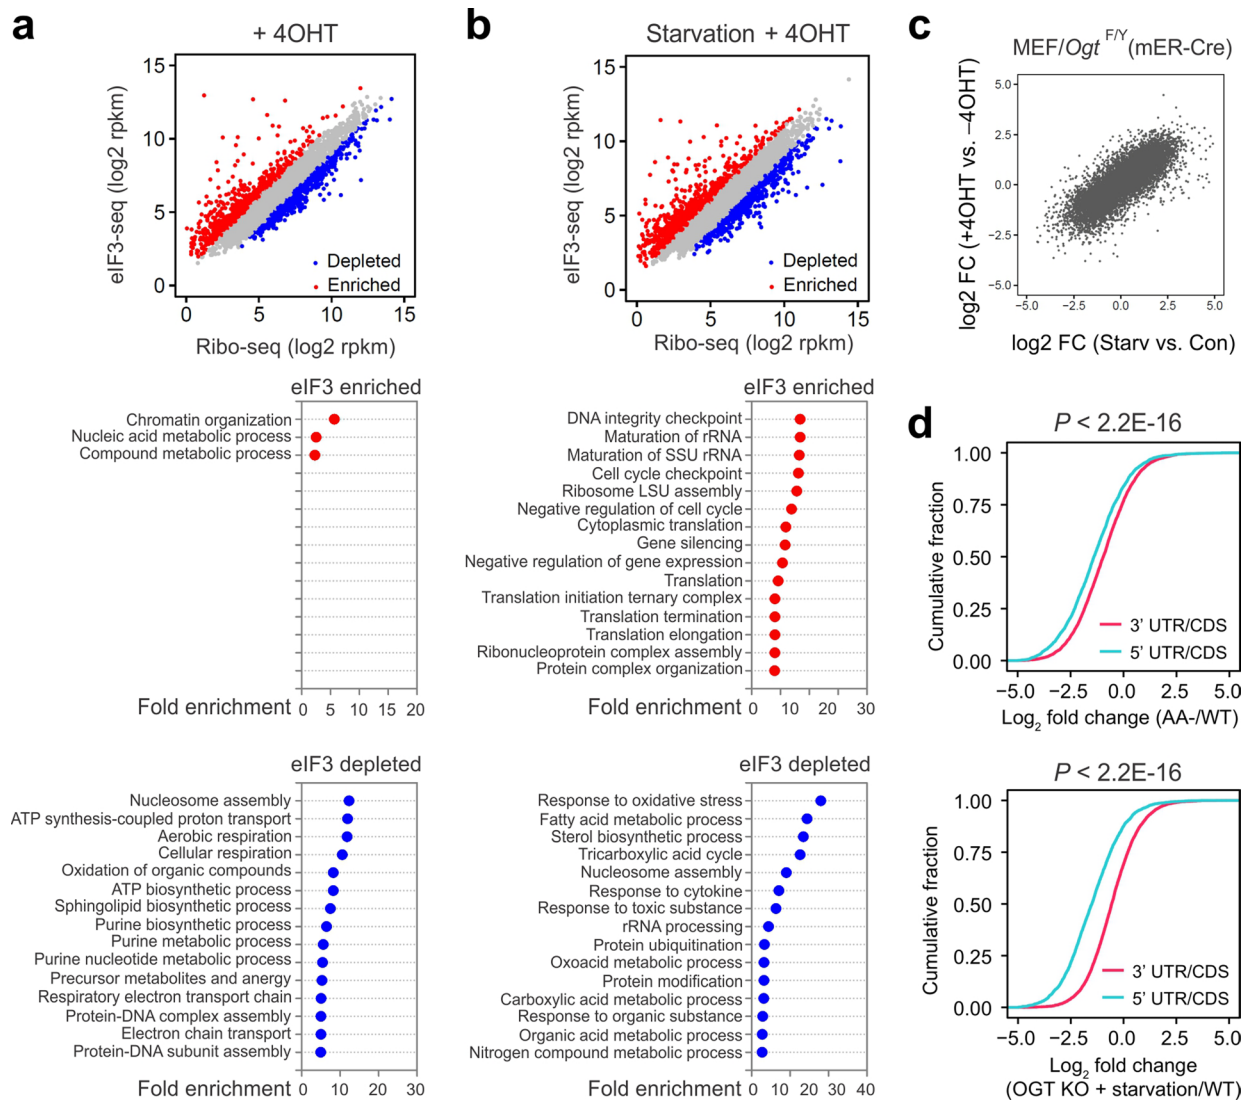 a
+ 4OHT
eIF3-seq (log2 rpkm)
15
10
5
0
Depleted
Enriched
0 5 10 15
Ribo-seq (log2 rpkm)
eIF3 enriched
Chromatin organization
Nucleic acid metabolic process
Compound metabolic process
Fold enrichment
0 5 10 15 20
eIF3 depleted
Nucleosome assembly
ATP synthesis-coupled proton transport
Aerobic respiration
Cellular respiration
Oxidation of organic compounds
ATP biosynthetic process
Sphingolipid biosynthetic process
Purine biosynthetic process
Purine metabolic process
Purine nucleotide metabolic process
Precursor metabolites and anergy
Respiratory electron transport chain
Protein-DNA complex assembly
Electron chain transport
Protein-DNA subunit assembly
Fold enrichment
0 10 20 30
b
Starvation + 4OHT
eIF3-seq (log2 rpkm)
15
10
5
0
Depleted
Enriched
0 5 10 15
Ribo-seq (log2 rpkm)
eIF3 enriched
DNA integrity checkpoint
Maturation of rRNA
Maturation of SSU rRNA
Cell cycle checkpoint
Ribosome LSU assembly
Negative regulation of cell cycle
Cytoplasmic translation
Gene silencing
Negative regulation of gene expression
Translation
Translation initiation ternary complex
Translation termination
Translation elongation
Ribonucleoprotein complex assembly
Protein complex organization
Fold enrichment
0 10 20 30
eIF3 depleted
Response to oxidative stress
Fatty acid metabolic process
Sterol biosynthetic process
Tricarboxylic acid cycle
Nucleosome assembly
Response to cytokine
Response to toxic substance
rRNA processing
Protein ubiquitination
Oxoacid metabolic process
Protein modification
Carboxylic acid metabolic process
Response to organic substance
Organic acid metabolic process
Nitrogen compound metabolic process
Fold enrichment
0 10 20 30 40
c
MEF/Ogt F/Y (mER-Cre)
log2 FC (+4OHT vs. –4OHT)
5.0
2.5
0.0
−2.5
−5.0
−5.0 −2.5 0.0 2.5 5.0
log2 FC (Starv vs. Con)
d
P < 2.2E-16
Cumulative fraction
1.00
0.75
0.50
0.25
0.00
3' UTR/CDS
5' UTR/CDS
−5.0 −2.5 0.0 2.5 5.0
Log2 fold change (AA-/WT)
P < 2.2E-16
Cumulative fraction
1.00
0.75
0.50
0.25
0.00
3' UTR/CDS
5' UTR/CDS
−5.0 −2.5 0.0 2.5 5.0
Log2 fold change
(OGT KO + starvation/WT)